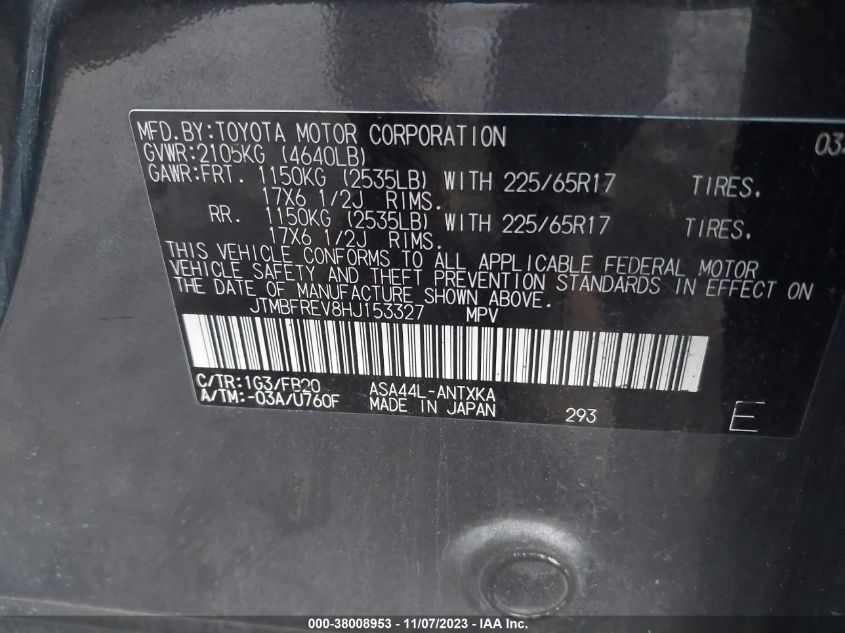 MFD.BY:TOYOTA MOTOR CORPORATION 03
GVWR:2105KG (4640LB)
GAWR:FRT. 1150KG (2535LB) WITH 225/65R17 TIRES.
17X6 1/2J RIMS.
RR. 1150KG (2535LB) WITH 225/65R17 TIRES.
17X6 1/2J RIMS.
THIS VEHICLE CONFORMS TO ALL APPLICABLE FEDERAL MOTOR
VEHICLE SAFETY AND THEFT PREVENTION STANDARDS IN EFFECT ON
THE DATE OF MANUFACTURE SHOWN ABOVE.
JTMBFREV8HJ153327 MPV
C/TR:1G3/FB20 ASA44L-ANTXKA
A/TM:-03A/U760F MADE IN JAPAN 293 E
000-38008953 - 11/07/2023 - IAA Inc.